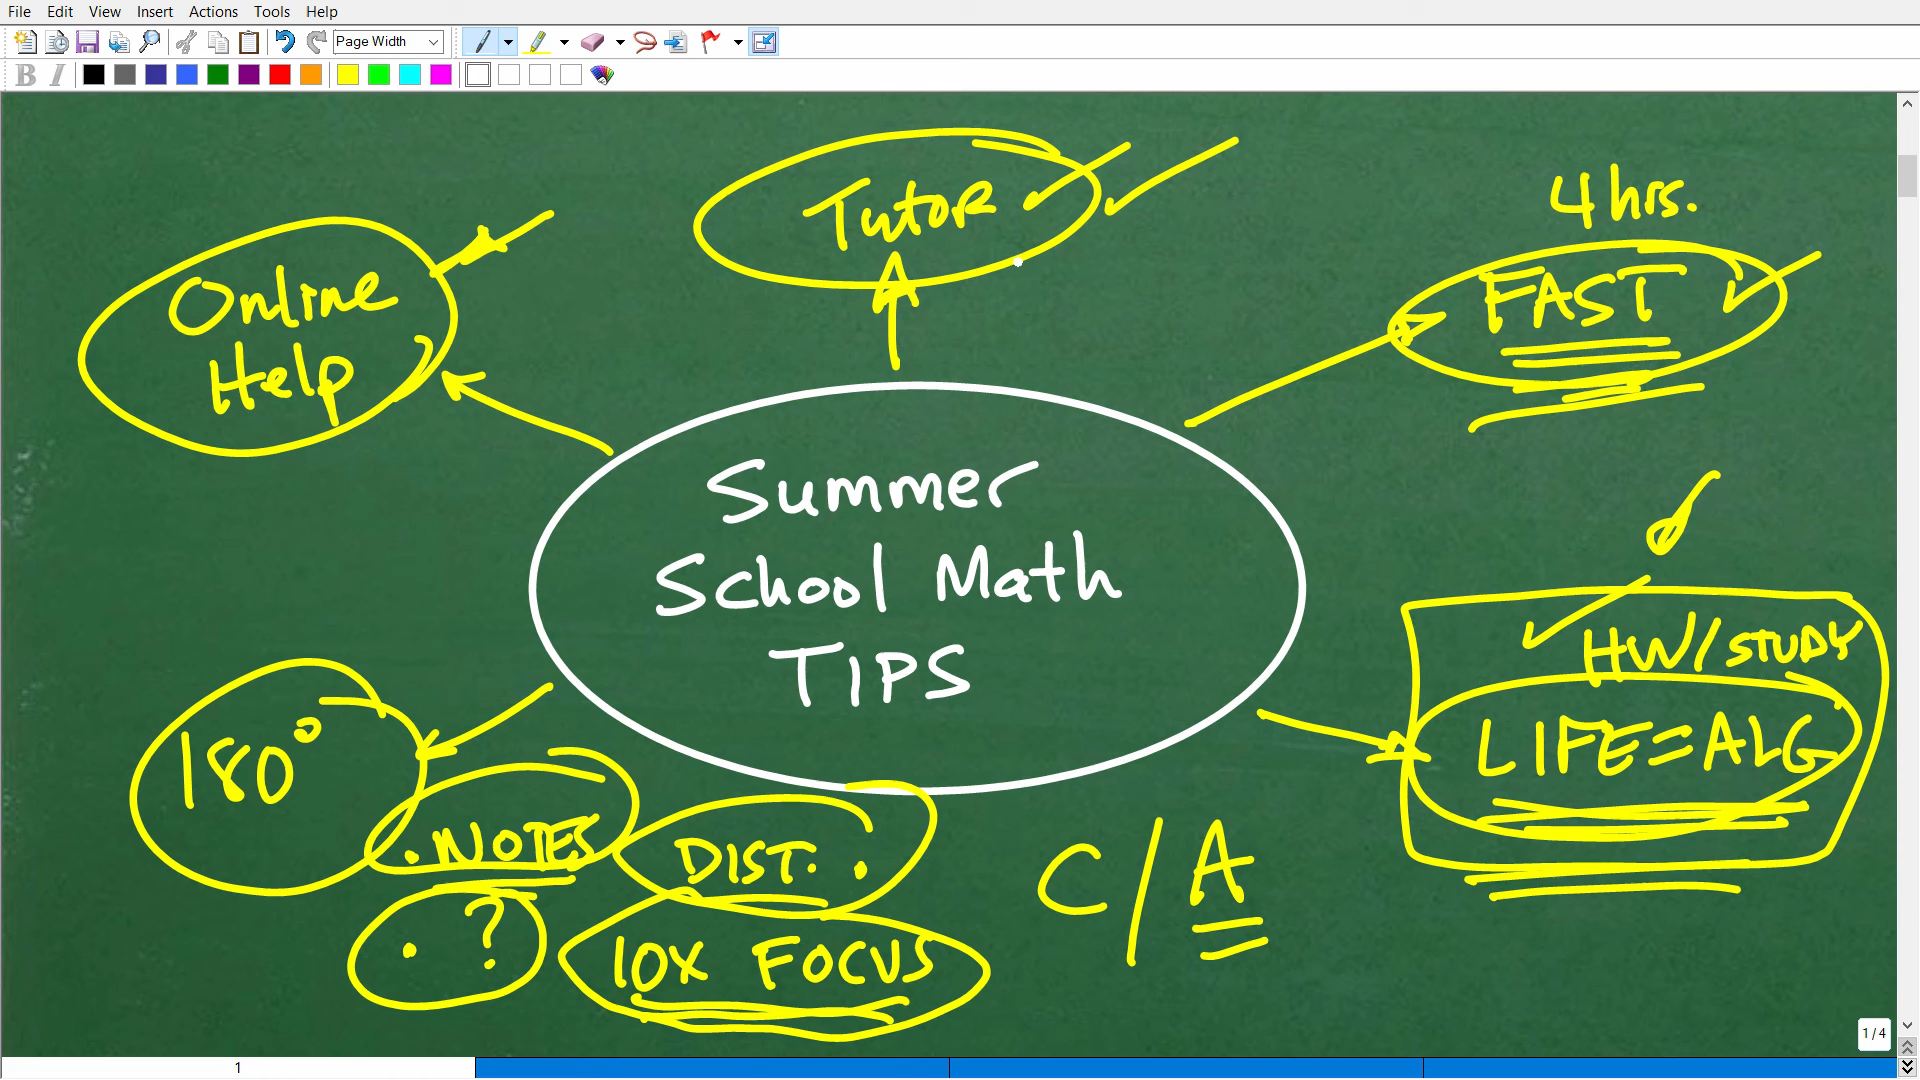 File Edit View Insert Actions Tools Help
Page Width
B I
Tutor
4 hrs.
Online
Help
FAST
Summer
School Math
TIPS
HW/STUDY
LIFE=ALG
180°
. NOTES
DIST. .
C/A
. ?
10X FOCUS
1 / 4
1